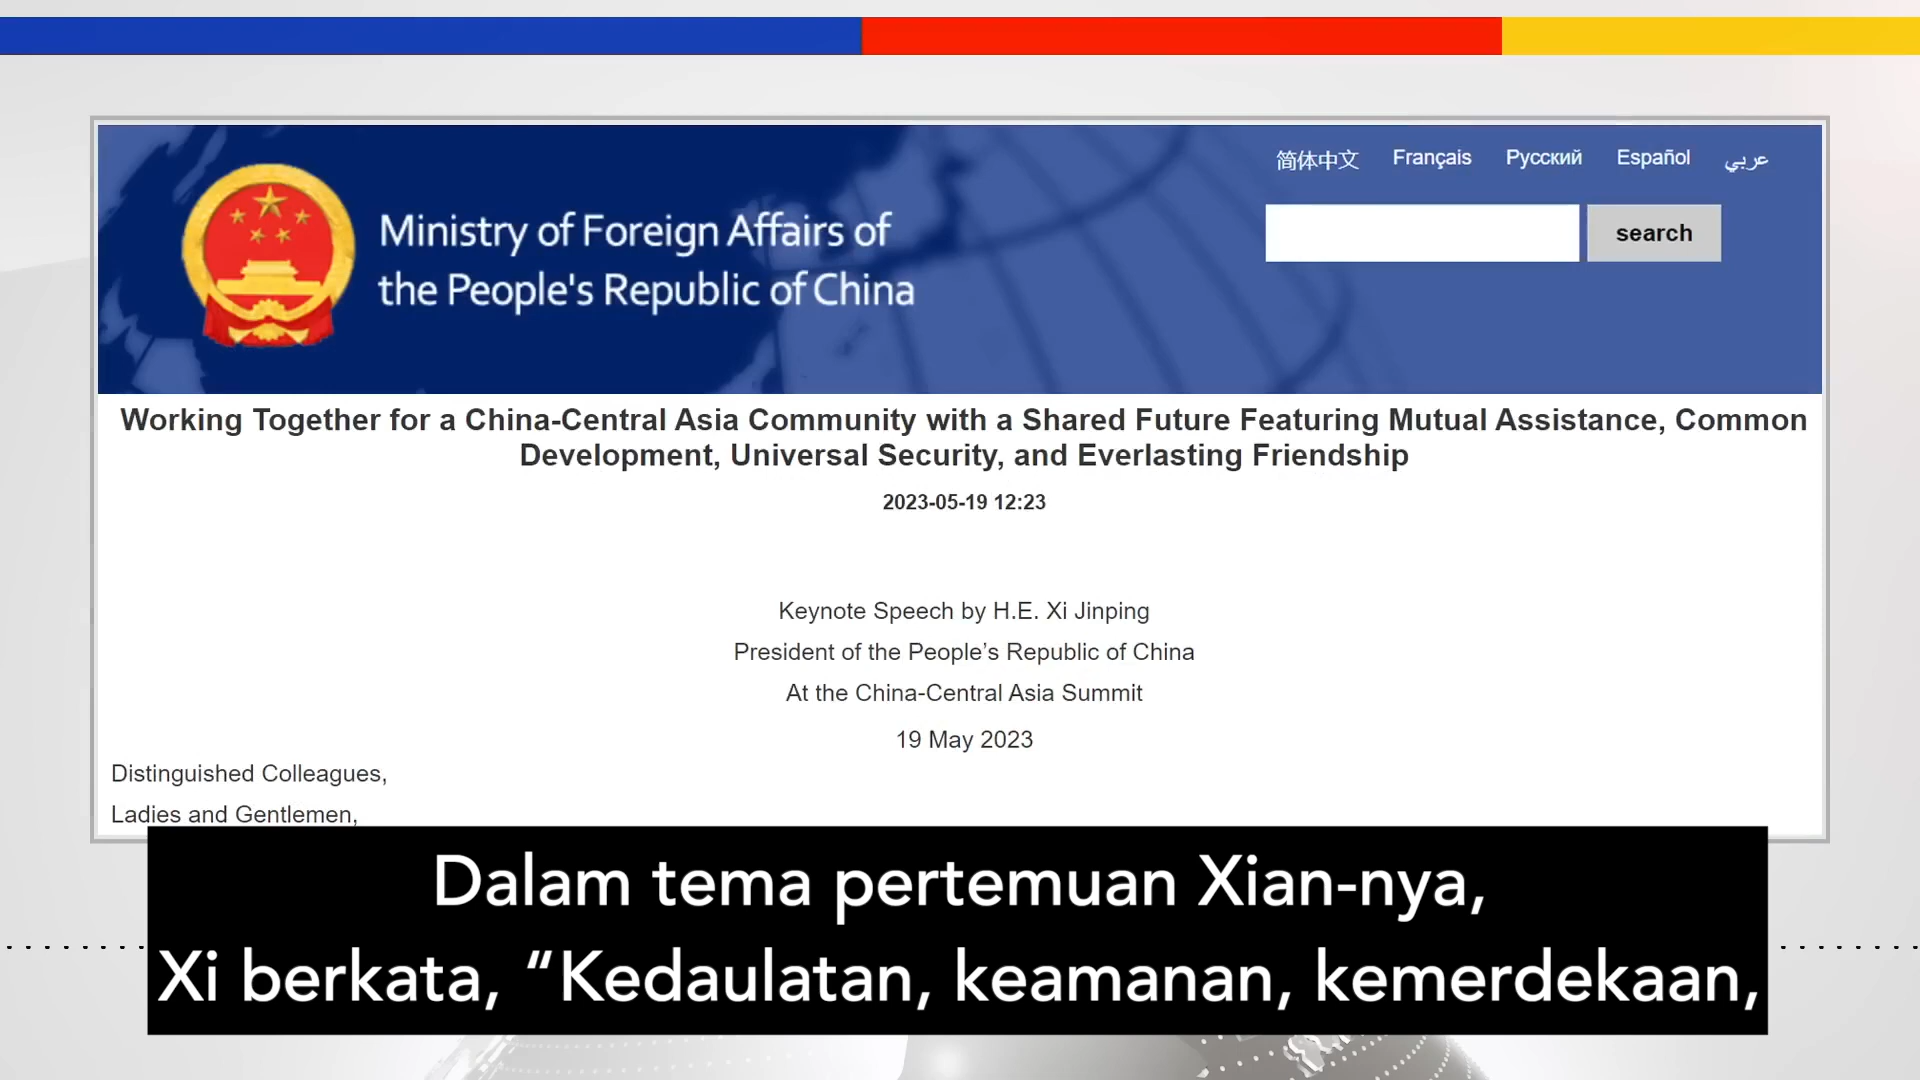 简体中文 Français Русский Español عربي
Ministry of Foreign Affairs of
the People's Republic of China
search
Working Together for a China-Central Asia Community with a Shared Future Featuring Mutual Assistance, Common
Development, Universal Security, and Everlasting Friendship
2023-05-19 12:23
Keynote Speech by H.E. Xi Jinping
President of the People’s Republic of China
At the China-Central Asia Summit
19 May 2023
Distinguished Colleagues,
Ladies and Gentlemen,
Dalam tema pertemuan Xian-nya,
Xi berkata, “Kedaulatan, keamanan, kemerdekaan,